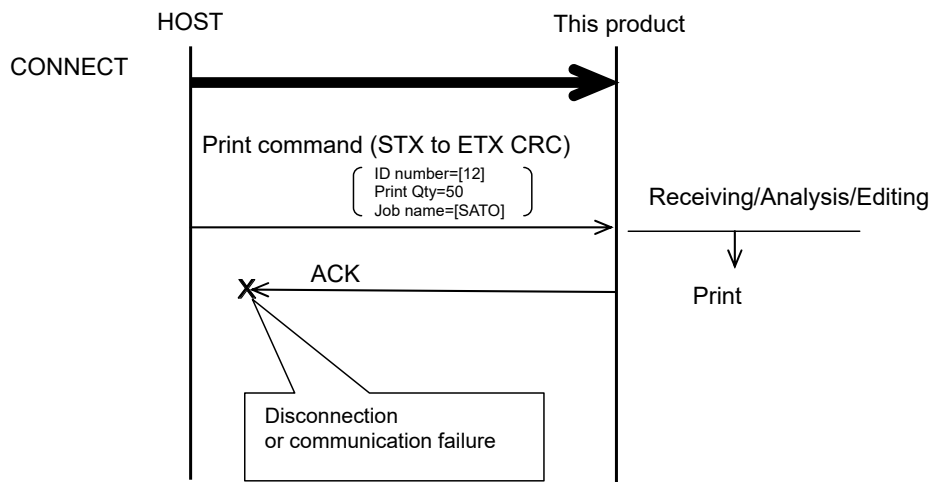 HOST
This product
CONNECT
Print command (STX to ETX CRC)
ID number=[12]
Print Qty=50
Job name=[SATO]
Receiving/Analysis/Editing
ACK
X
Print
Disconnection
or communication failure